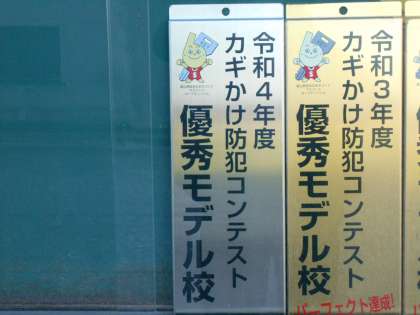 令和4年度
カギかけ防犯コンテスト
優秀モデル校
令和3年度
カギかけ防犯コンテスト
優秀モデル校
パーフェクト達成!